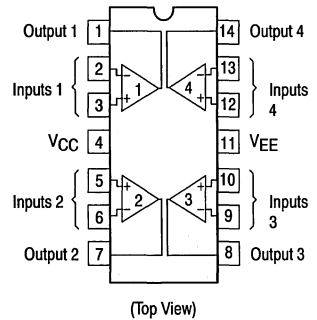 Output 1 1 14 Output 4
2 13
Inputs 1 Inputs 4
3 12
1 4
VCC 4 11 VEE
5 10
Inputs 2 Inputs 3
6 9
2 3
Output 2 7 8 Output 3
(Top View)